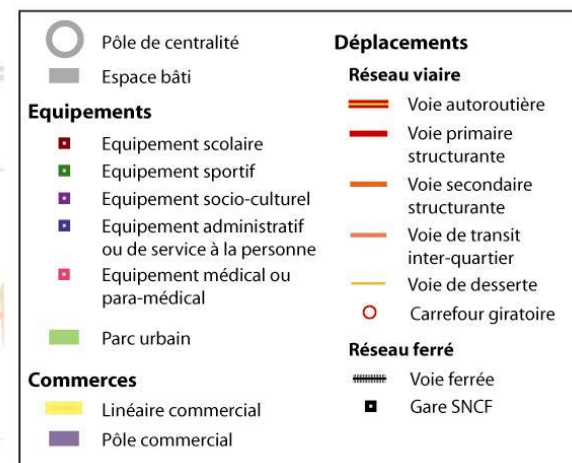 Pôle de centralité
Espace bâti
Equipements
Equipement scolaire
Equipement sportif
Equipement socio-culturel
Equipement administratif
ou de service à la personne
Equipement médical ou
para-médical
Parc urbain
Commerces
Linéaire commercial
Pôle commercial
Déplacements
Réseau viaire
Voie autoroutière
Voie primaire
structurante
Voie secondaire
structurante
Voie de transit
inter-quartier
Voie de desserte
Carrefour giratoire
Réseau ferré
Voie ferrée
Gare SNCF